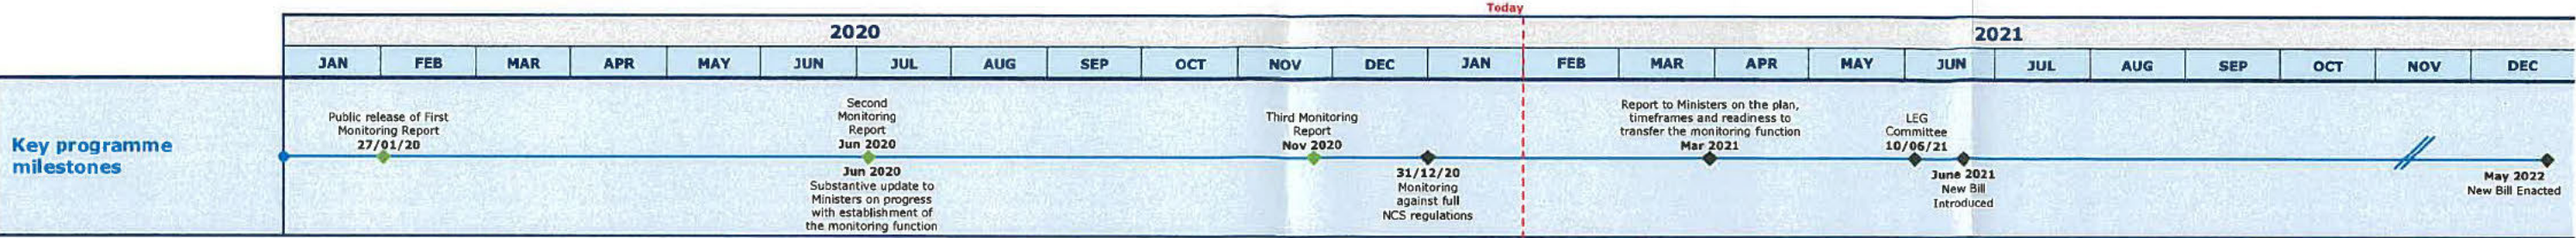 Today
2020
2021
JAN FEB MAR APR MAY JUN JUL AUG SEP OCT NOV DEC JAN FEB MAR APR MAY JUN JUL AUG SEP OCT NOV DEC
Key programme
milestones
Public release of First
Monitoring Report
27/01/20
Second
Monitoring
Report
Jun 2020
Jun 2020
Substantive update to
Ministers on progress
with establishment of
the monitoring function
Third Monitoring
Report
Nov 2020
31/12/20
Monitoring
against full
NCS regulations
Report to Ministers on the plan,
timeframes and readiness to
transfer the monitoring function
Mar 2021
LEG
Committee
10/06/21
June 2021
New Bill
Introduced
May 2022
New Bill Enacted